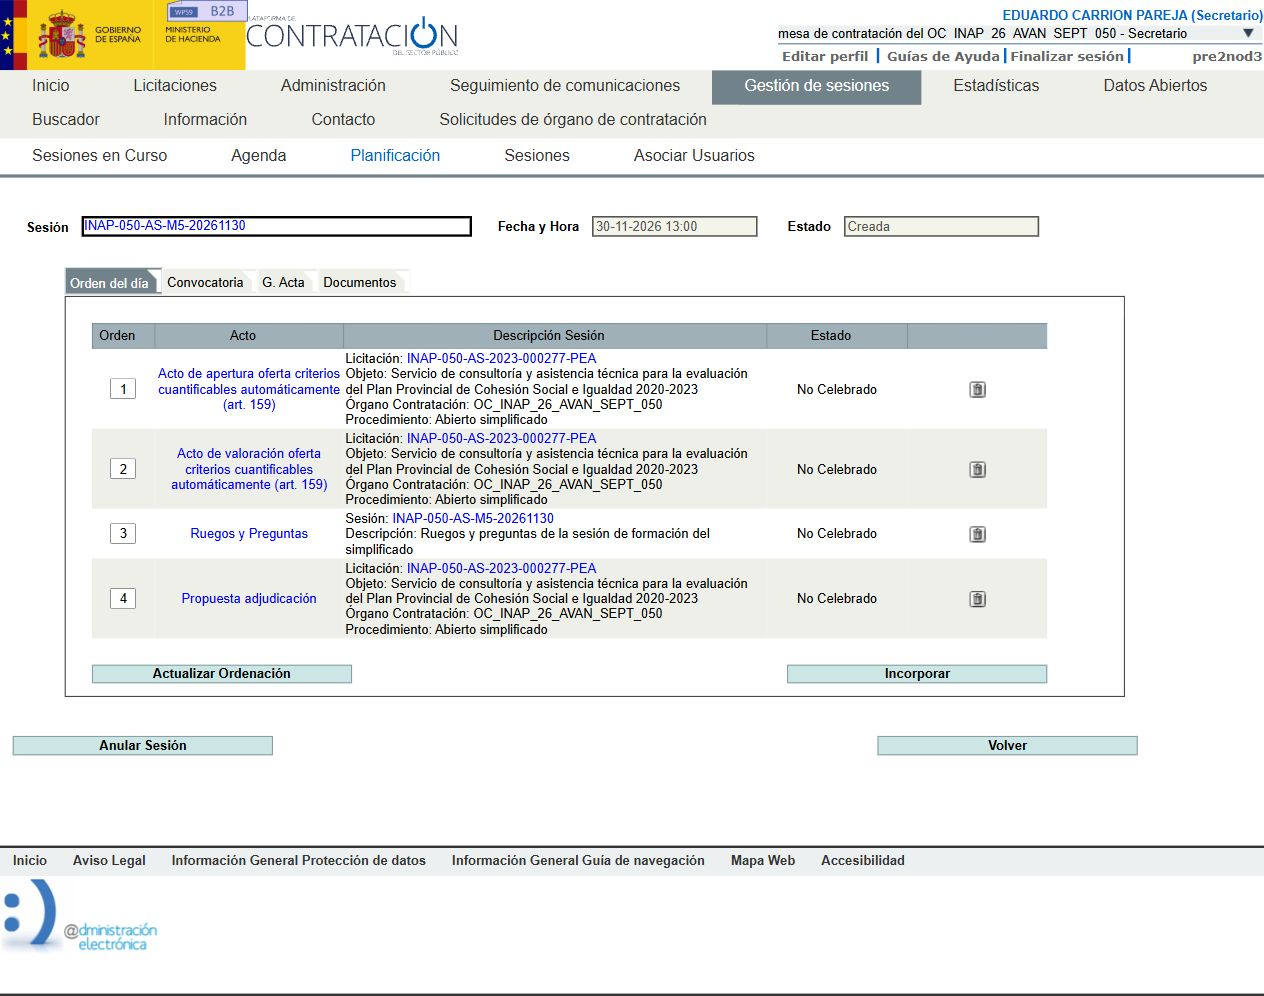 WPS9 B2B
GOBIERNO
DE ESPAÑA
MINISTERIO
DE HACIENDA
PLATAFORMA DE
CONTRATACIÓN
DEL SECTOR PÚBLICO
EDUARDO CARRION PAREJA (Secretario)
mesa de contratación del OC_INAP_26_AVAN_SEPT_050 - Secretario
Editar perfil | Guías de Ayuda | Finalizar sesión | pre2nod3
Inicio Licitaciones Administración Seguimiento de comunicaciones Gestión de sesiones Estadísticas Datos Abiertos
Buscador Información Contacto Solicitudes de órgano de contratación
Sesiones en Curso Agenda Planificación Sesiones Asociar Usuarios
Sesión INAP-050-AS-M5-20261130 Fecha y Hora 30-11-2026 13:00 Estado Creada
Orden del día Convocatoria G. Acta Documentos
Orden Acto Descripción Sesión Estado
1
Acto de apertura oferta criterios
cuantificables automáticamente
(art. 159)
Licitación: INAP-050-AS-2023-000277-PEA
Objeto: Servicio de consultoría y asistencia técnica para la evaluación
del Plan Provincial de Cohesión Social e Igualdad 2020-2023
Órgano Contratación: OC_INAP_26_AVAN_SEPT_050
Procedimiento: Abierto simplificado
No Celebrado
2
Acto de valoración oferta
criterios cuantificables
automáticamente (art. 159)
Licitación: INAP-050-AS-2023-000277-PEA
Objeto: Servicio de consultoría y asistencia técnica para la evaluación
del Plan Provincial de Cohesión Social e Igualdad 2020-2023
Órgano Contratación: OC_INAP_26_AVAN_SEPT_050
Procedimiento: Abierto simplificado
No Celebrado
3
Ruegos y Preguntas
Sesión: INAP-050-AS-M5-20261130
Descripción: Ruegos y preguntas de la sesión de formación del
simplificado
No Celebrado
4
Propuesta adjudicación
Licitación: INAP-050-AS-2023-000277-PEA
Objeto: Servicio de consultoría y asistencia técnica para la evaluación
del Plan Provincial de Cohesión Social e Igualdad 2020-2023
Órgano Contratación: OC_INAP_26_AVAN_SEPT_050
Procedimiento: Abierto simplificado
No Celebrado
Actualizar Ordenación Incorporar
Anular Sesión Volver
Inicio Aviso Legal Información General Protección de datos Información General Guía de navegación Mapa Web Accesibilidad
@dministración
electrónica